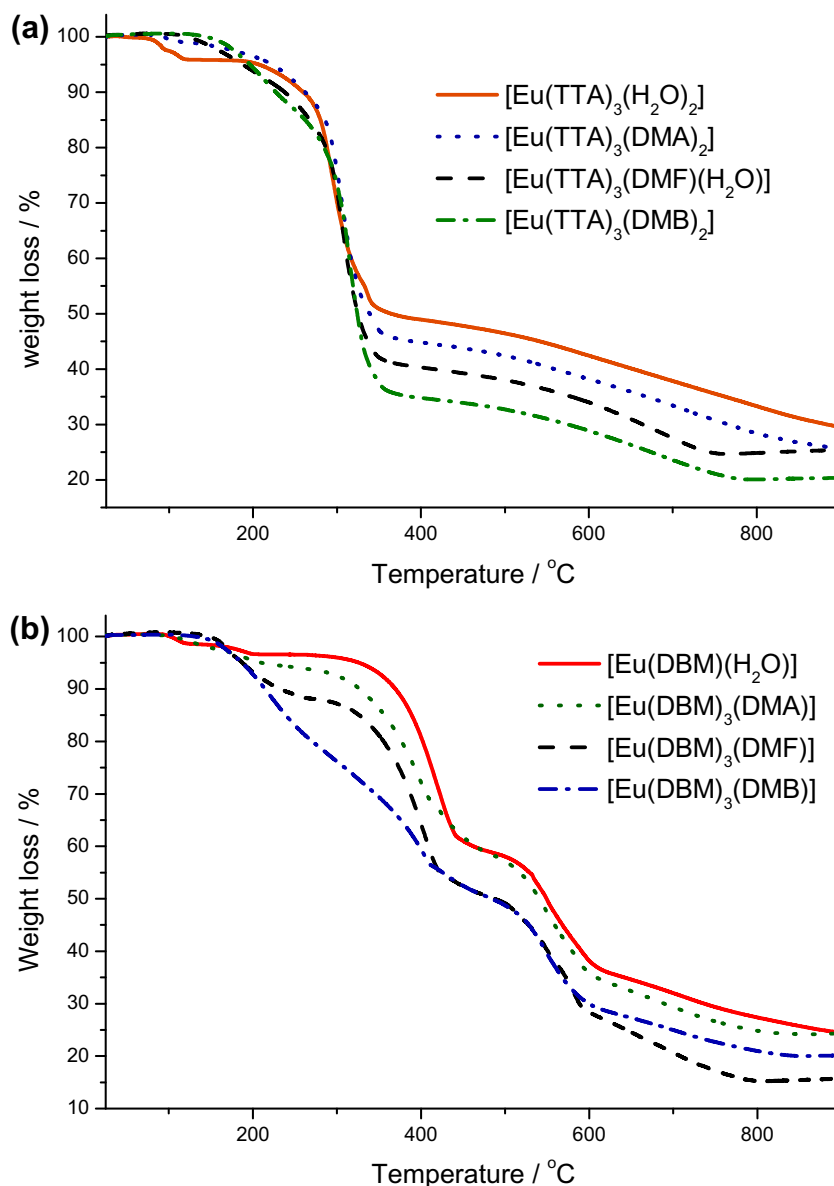 (a)
100
90
80
70
60
50
40
30
20
weight loss / %
[Eu(TTA)₃(H₂O)₂]
[Eu(TTA)₃(DMA)₂]
[Eu(TTA)₃(DMF)(H₂O)]
[Eu(TTA)₃(DMB)₂]
200 400 600 800
Temperature / °C
(b)
100
90
80
70
60
50
40
30
20
10
Weight loss / %
[Eu(DBM)(H₂O)]
[Eu(DBM)₃(DMA)]
[Eu(DBM)₃(DMF)]
[Eu(DBM)₃(DMB)]
200 400 600 800
Temperature / °C